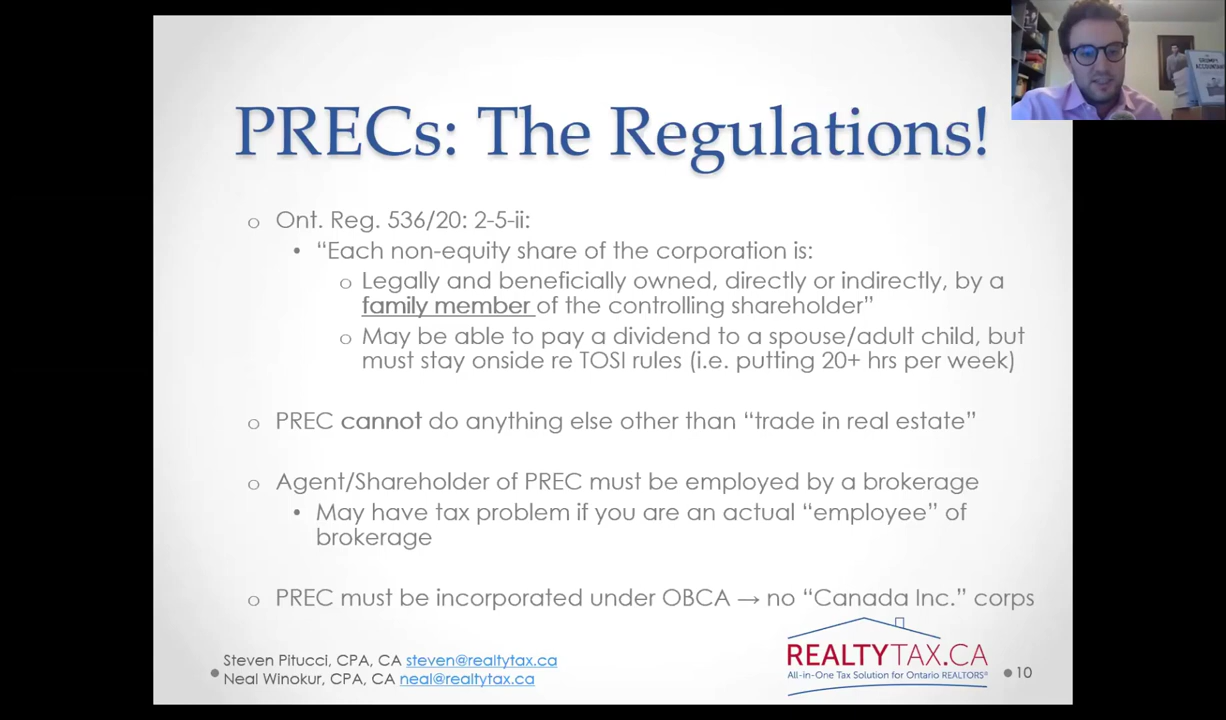 PRECs: The Regulations!
o Ont. Reg. 536/20: 2-5-ii:
• “Each non-equity share of the corporation is:
o Legally and beneficially owned, directly or indirectly, by a
family member of the controlling shareholder”
o May be able to pay a dividend to a spouse/adult child, but
must stay onside re TOSI rules (i.e. putting 20+ hrs per week)
o PREC cannot do anything else other than “trade in real estate”
o Agent/Shareholder of PREC must be employed by a brokerage
• May have tax problem if you are an actual “employee” of
brokerage
o PREC must be incorporated under OBCA → no “Canada Inc.” corps
• Steven Pitucci, CPA, CA steven@realtytax.ca
Neal Winokur, CPA, CA neal@realtytax.ca
REALTYTAX.CA
All-in-One Tax Solution for Ontario REALTORS®
• 10
GRUMPY
ACCOUNTANT